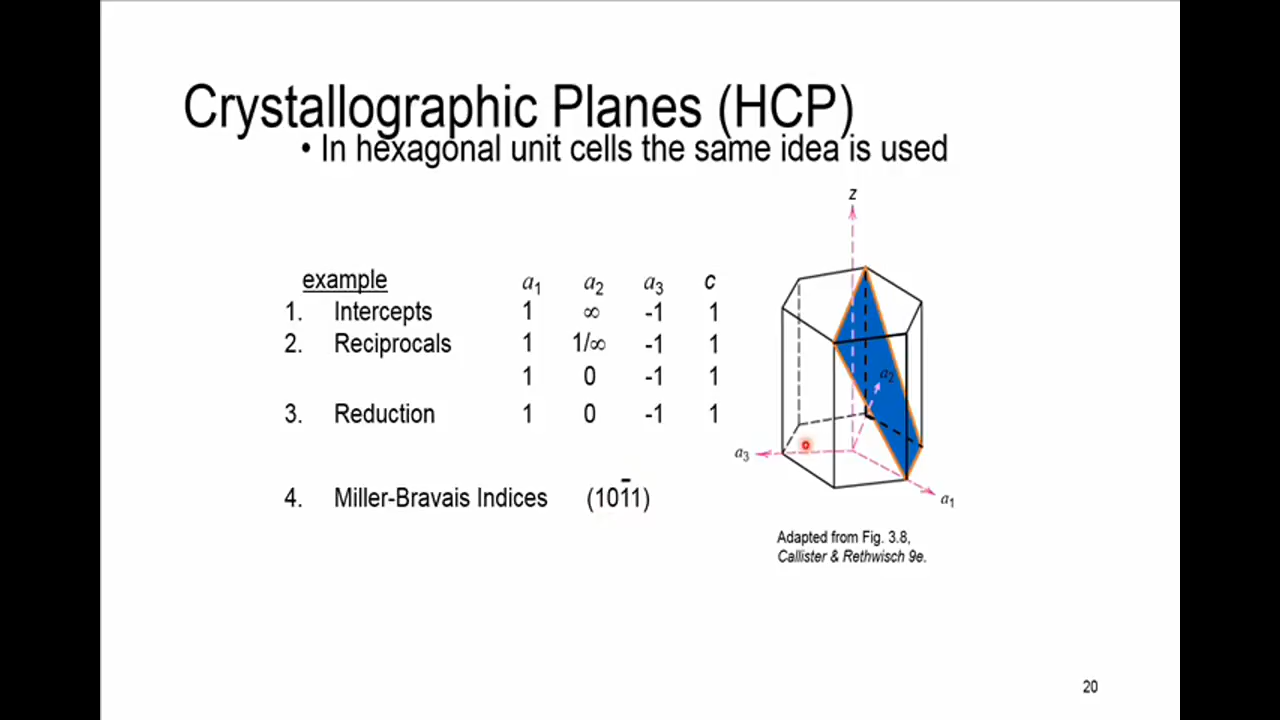 Crystallographic Planes (HCP)
• In hexagonal unit cells the same idea is used
example a₁ a₂ a₃ c
1. Intercepts 1 ∞ -1 1
2. Reciprocals 1 1/∞ -1 1
1 0 -1 1
3. Reduction 1 0 -1 1
4. Miller-Bravais Indices (101̄1)
z
a₂
a₃
a₁
Adapted from Fig. 3.8,
Callister & Rethwisch 9e.
20